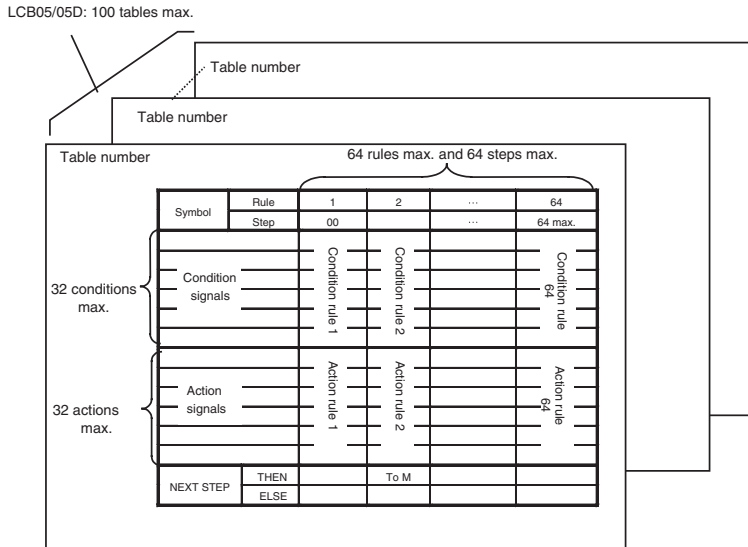 LCB05/05D: 100 tables max.
Table number
Table number
Table number
64 rules max. and 64 steps max.
Symbol Rule 1 2 ... 64
Step 00 ... 64 max.
32 conditions max.
Condition signals
Condition rule 1
Condition rule 2
Condition rule 64
32 actions max.
Action signals
Action rule 1
Action rule 2
Action rule 64
NEXT STEP THEN To M
ELSE